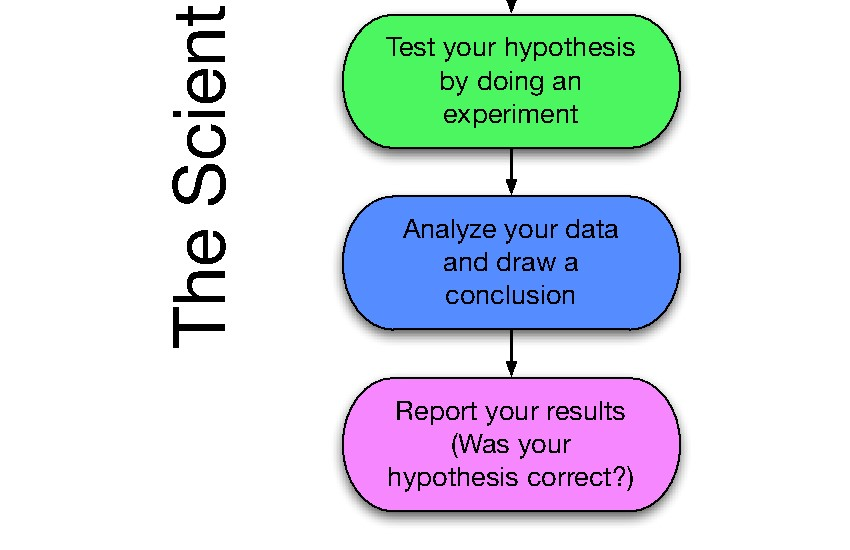 The Scient
Test your hypothesis
by doing an
experiment
Analyze your data
and draw a
conclusion
Report your results
(Was your
hypothesis correct?)